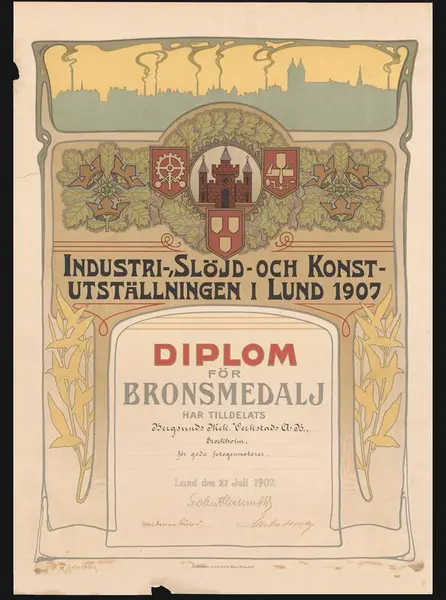 INDUSTRI-, SLÖJD- OCH KONST-
UTSTÄLLNINGEN I LUND 1907
DIPLOM
FÖR
BRONSMEDALJ
HAR TILLDELATS
Bergsunds Mek. Verkstads A.-B.,
Stockholm,
för goda fotogenmotorer.
Lund den 27 Juli 1907.